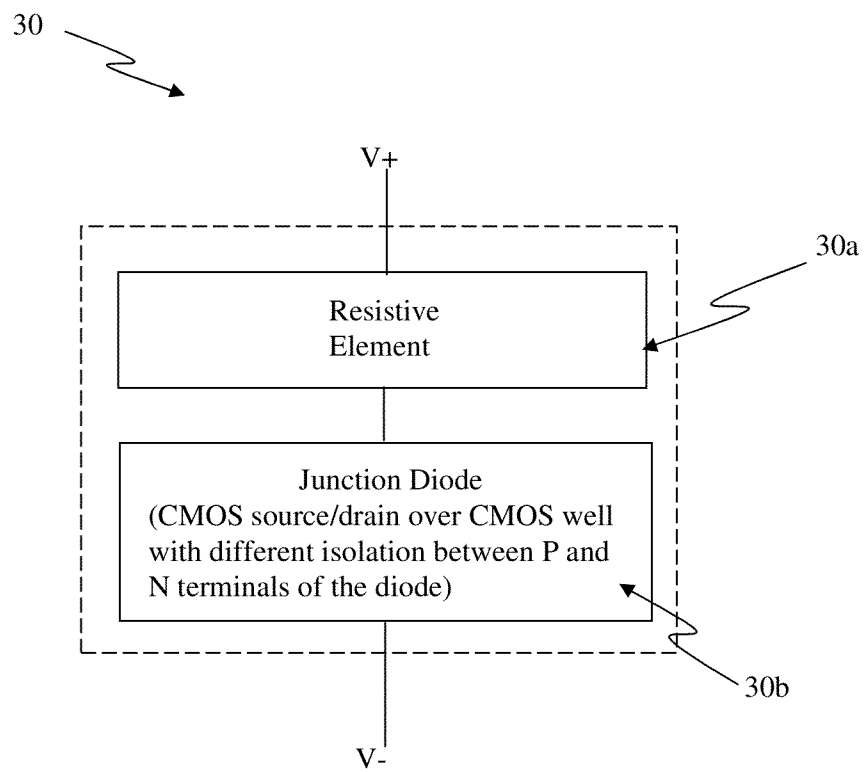 30
V+
30a
Resistive
Element
Junction Diode
(CMOS source/drain over CMOS well
with different isolation between P and
N terminals of the diode)
30b
V-